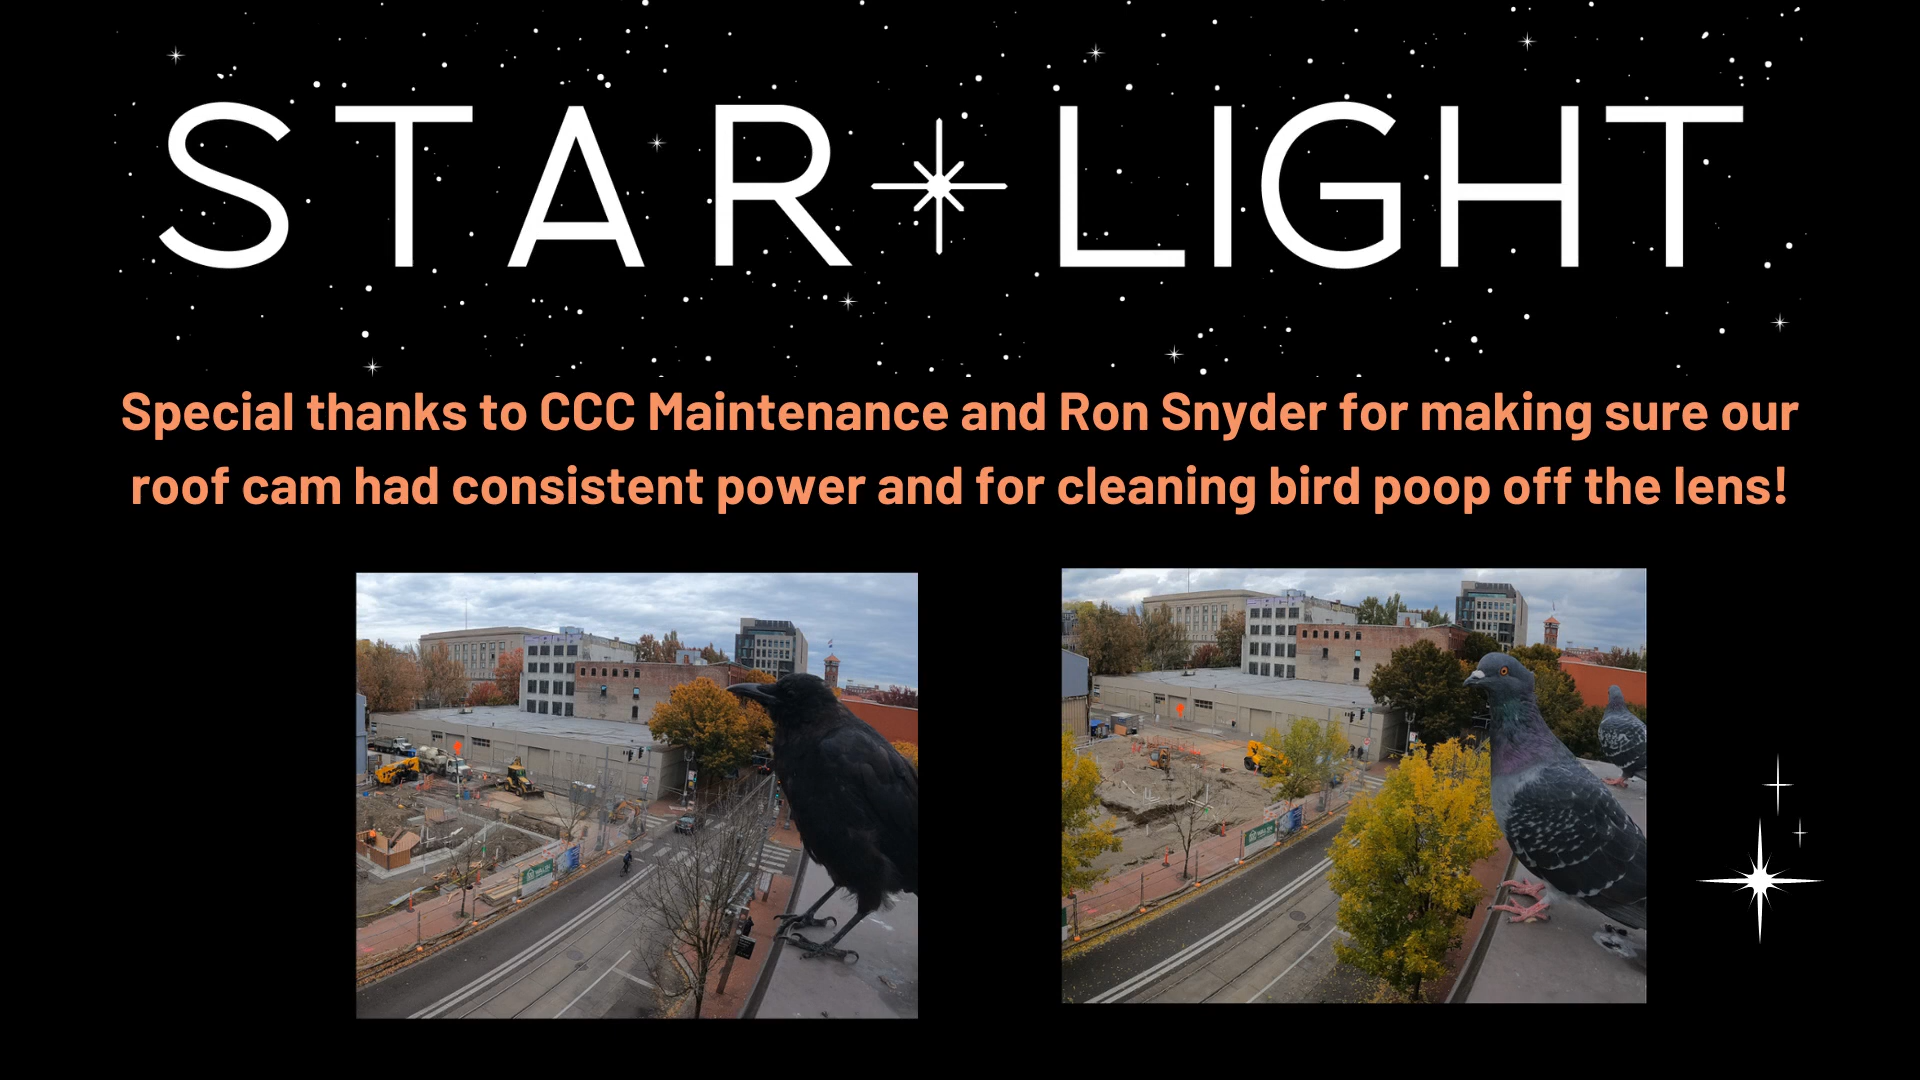 STAR LIGHT
Special thanks to CCC Maintenance and Ron Snyder for making sure our
roof cam had consistent power and for cleaning bird poop off the lens!